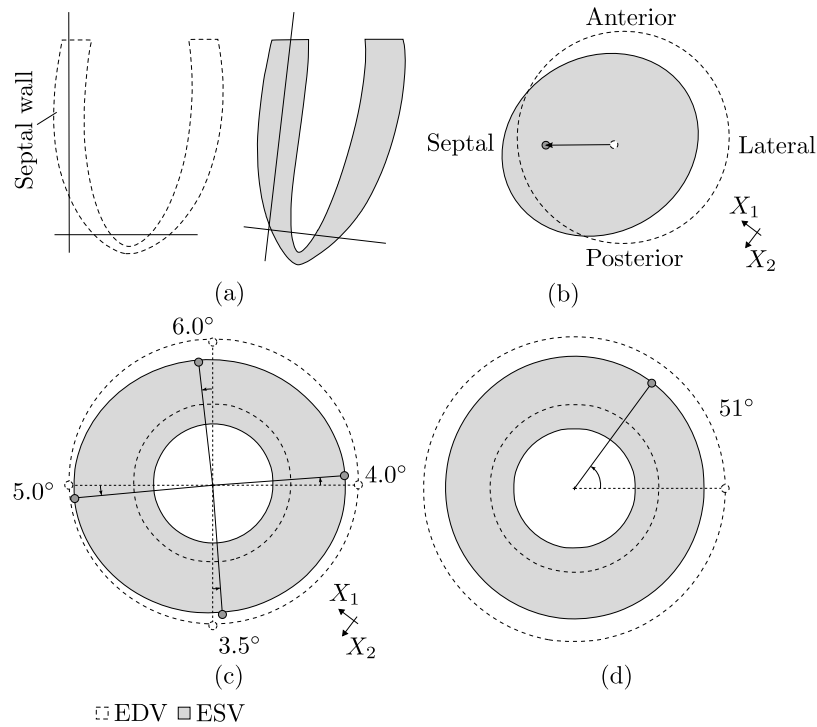 Septal wall
(a)
Anterior
Septal
Lateral
Posterior
X₁
X₂
(b)
6.0°
5.0°
4.0°
3.5°
X₁
X₂
(c)
51°
(d)
EDV ESV